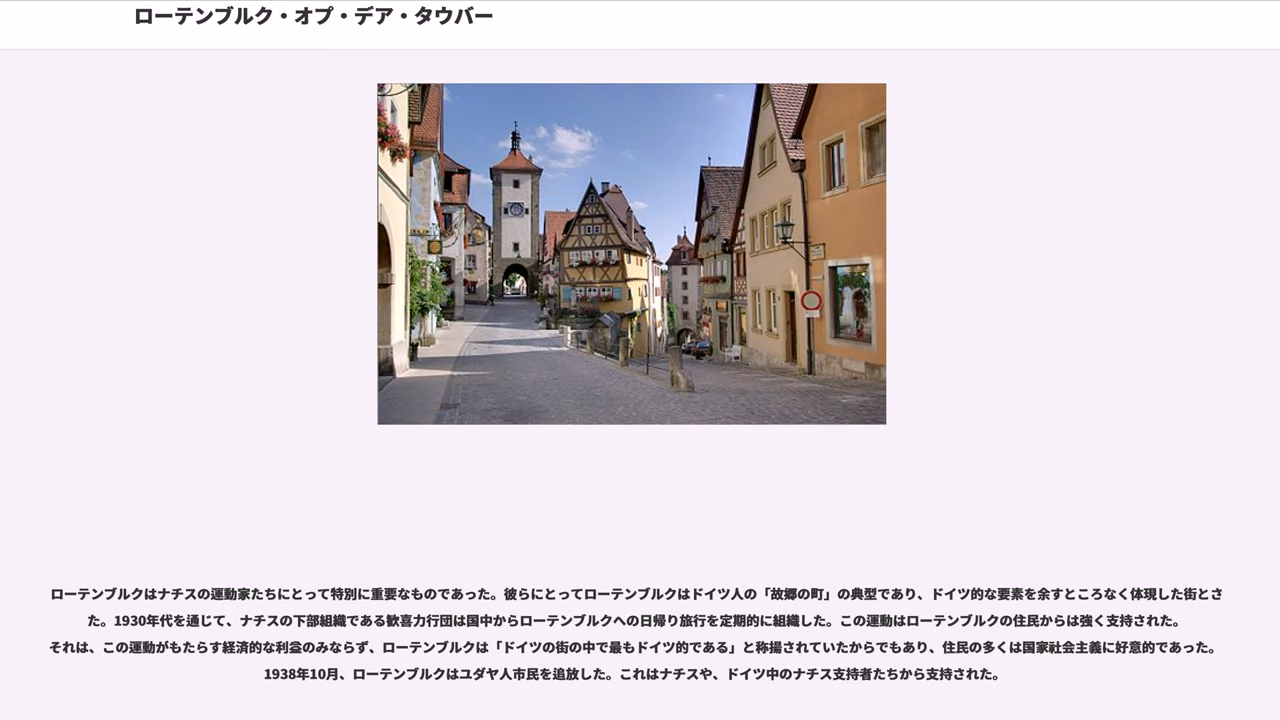 ローテンブルク・オプ・デア・タウバー
ローテンブルクはナチスの運動家たちにとって特別に重要なものであった。彼らにとってローテンブルクはドイツ人の「故郷の町」の典型であり、ドイツ的な要素を余すところなく体現した街とさ
た。1930年代を通じて、ナチスの下部組織である歓喜力行団は国中からローテンブルクへの日帰り旅行を定期的に組織した。この運動はローテンブルクの住民からは強く支持された。
それは、この運動がもたらす経済的な利益のみならず、ローテンブルクは「ドイツの街の中で最もドイツ的である」と称揚されていたからでもあり、住民の多くは国家社会主義に好意的であった。
1938年10月、ローテンブルクはユダヤ人市民を追放した。これはナチスや、ドイツ中のナチス支持者たちから支持された。